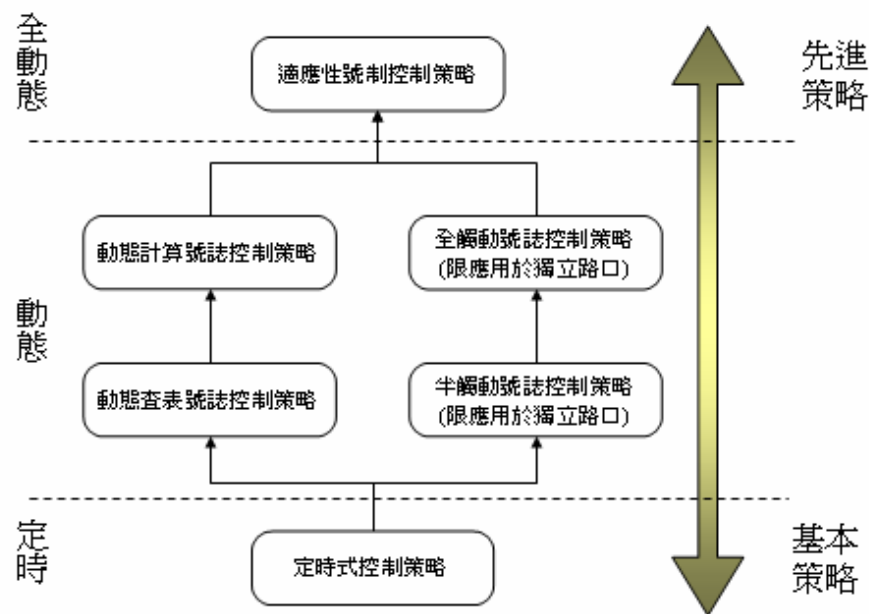 全動態
適應性號制控制策略
先進
策略
動態
動態計算號誌控制策略
全觸動號誌控制策略
(限應用於獨立路口)
動態查表號誌控制策略
半觸動號誌控制策略
(限應用於獨立路口)
定時
定時式控制策略
基本
策略